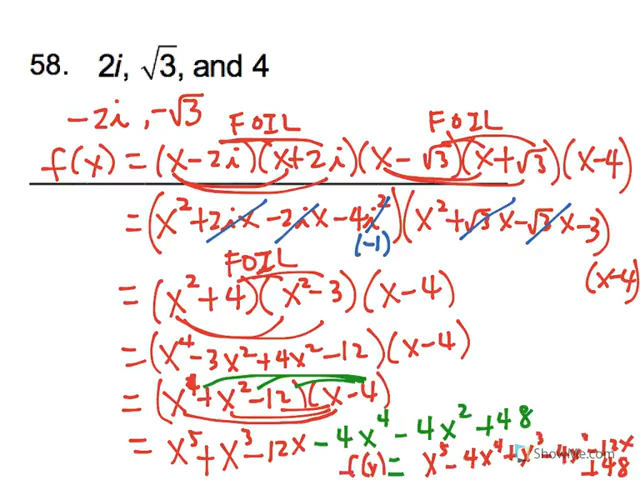 58. 2i, √3, and 4
-2i, -√3
FOIL FOIL
f(x) = (x-2i)(x+2i)(x-√3)(x+√3)(x-4)
= (x²+2ix-2ix-4i²)(x²+√3x-√3x-3)
(-1)
(x-4)
FOIL
= (x²+4)(x²-3)(x-4)
= (x⁴-3x²+4x²-12)(x-4)
= (x⁴+x²-12)(x-4)
= x⁵+x³-12x-4x⁴-4x²+48
f(x) = x⁵-4x⁴+x³-4x²-12x
+48
ShowMe.com